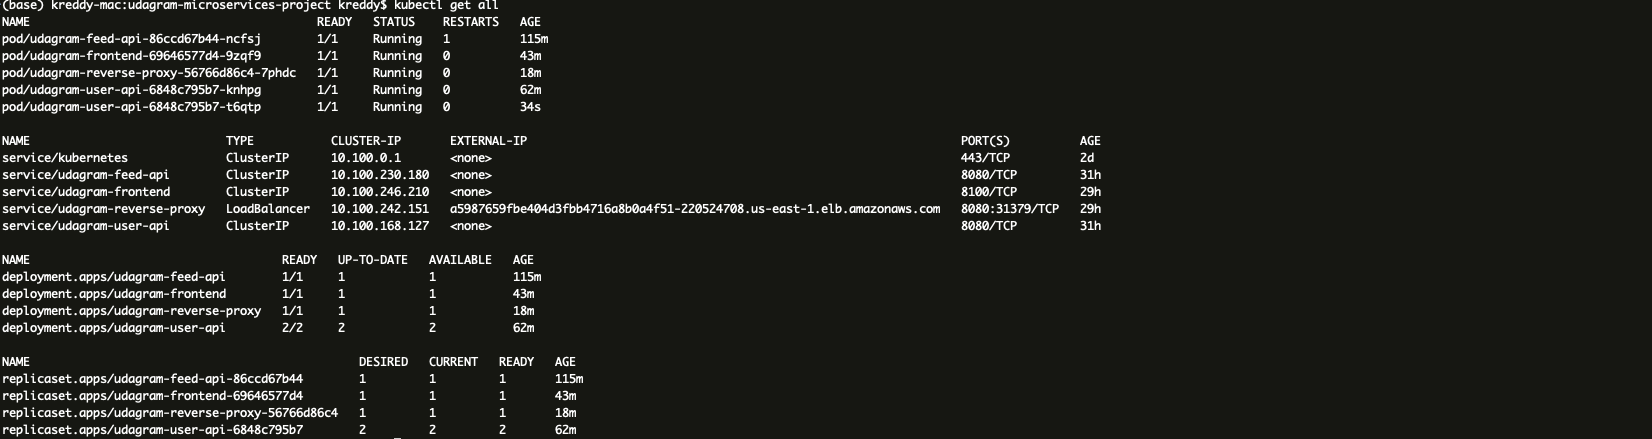 (base) kreddy-mac:udagram-microservices-project kreddy$ kubectl get all
NAME READY STATUS RESTARTS AGE
pod/udagram-feed-api-86ccd67b44-ncfsj 1/1 Running 1 115m
pod/udagram-frontend-69646577d4-9zqf9 1/1 Running 0 43m
pod/udagram-reverse-proxy-56766d86c4-7phdc 1/1 Running 0 18m
pod/udagram-user-api-6848c795b7-knhpg 1/1 Running 0 62m
pod/udagram-user-api-6848c795b7-t6qtp 1/1 Running 0 34s
NAME TYPE CLUSTER-IP EXTERNAL-IP PORT(S) AGE
service/kubernetes ClusterIP 10.100.0.1 <none> 443/TCP 2d
service/udagram-feed-api ClusterIP 10.100.230.180 <none> 8080/TCP 31h
service/udagram-frontend ClusterIP 10.100.246.210 <none> 8100/TCP 29h
service/udagram-reverse-proxy LoadBalancer 10.100.242.151 a5987659fbe404d3fbb4716a8b0a4f51-220524708.us-east-1.elb.amazonaws.com 8080:31379/TCP 29h
service/udagram-user-api ClusterIP 10.100.168.127 <none> 8080/TCP 31h
NAME READY UP-TO-DATE AVAILABLE AGE
deployment.apps/udagram-feed-api 1/1 1 1 115m
deployment.apps/udagram-frontend 1/1 1 1 43m
deployment.apps/udagram-reverse-proxy 1/1 1 1 18m
deployment.apps/udagram-user-api 2/2 2 2 62m
NAME DESIRED CURRENT READY AGE
replicaset.apps/udagram-feed-api-86ccd67b44 1 1 1 115m
replicaset.apps/udagram-frontend-69646577d4 1 1 1 43m
replicaset.apps/udagram-reverse-proxy-56766d86c4 1 1 1 18m
replicaset.apps/udagram-user-api-6848c795b7 2 2 2 62m